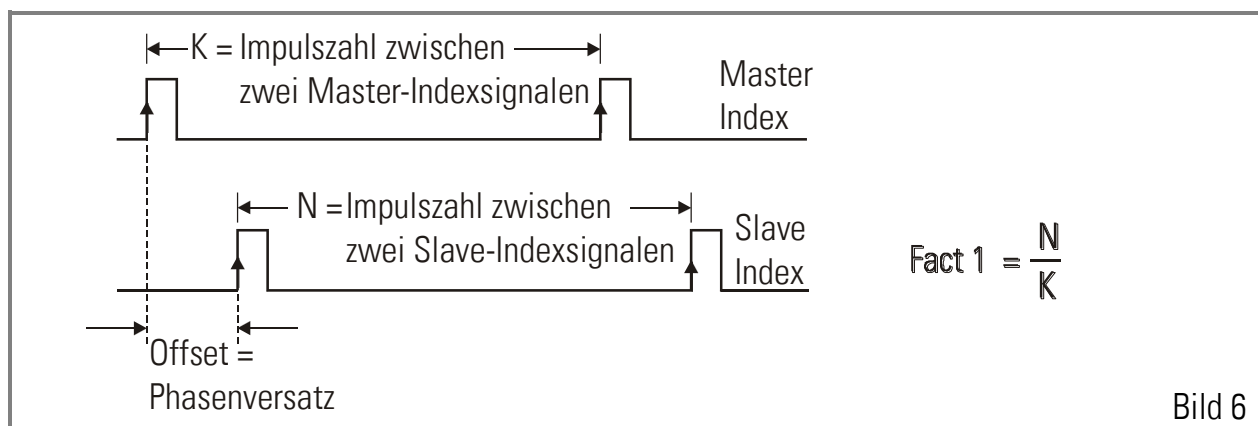 K = Impulszahl zwischen
zwei Master-Indexsignalen
Master
Index
N =Impulszahl zwischen
zwei Slave-Indexsignalen
Slave
Index
Fact 1 = N
K
Offset =
Phasenversatz
Bild 6